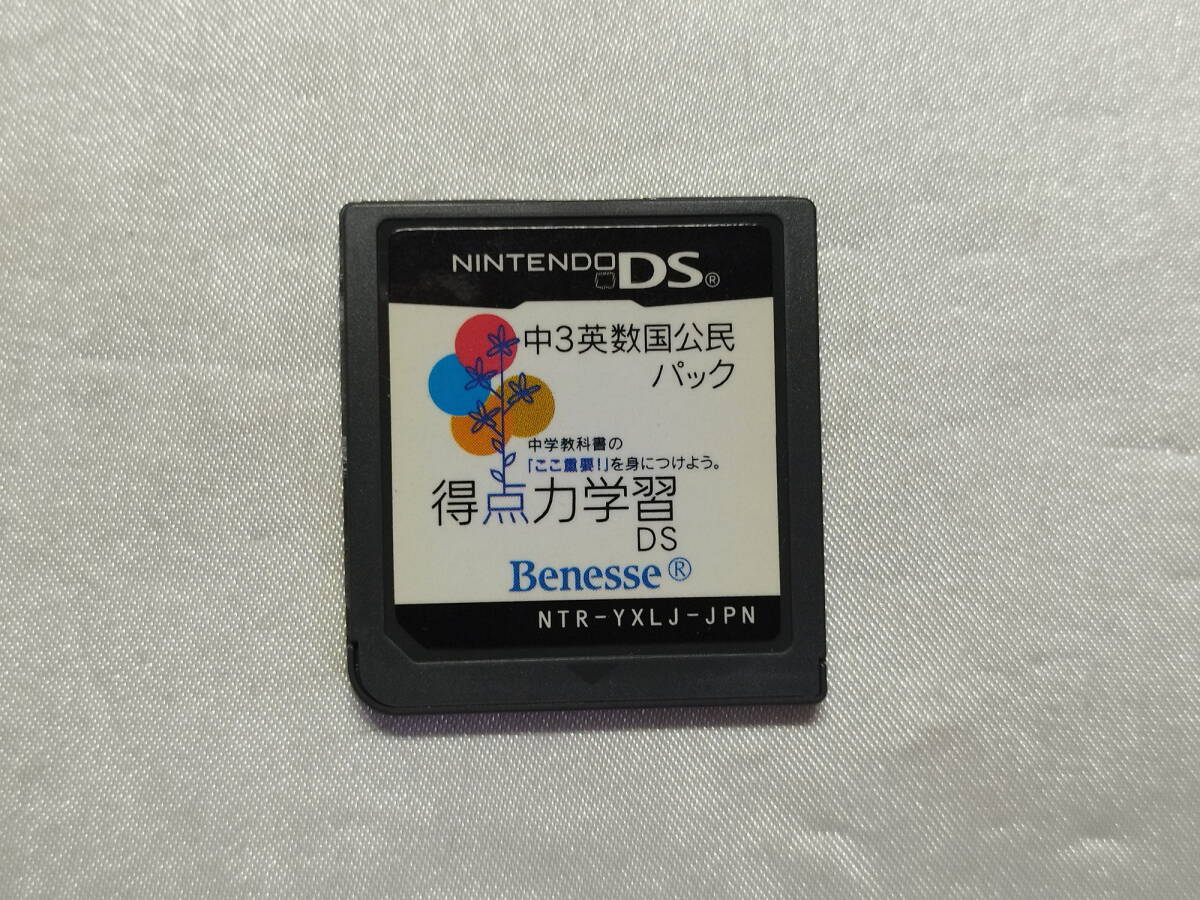 NINTENDO DS®
中3英数国公民
パック
中学教科書の
「ここ重要!」を身につけよう。
得点力学習
DS
Benesse®
NTR-YXLJ-JPN